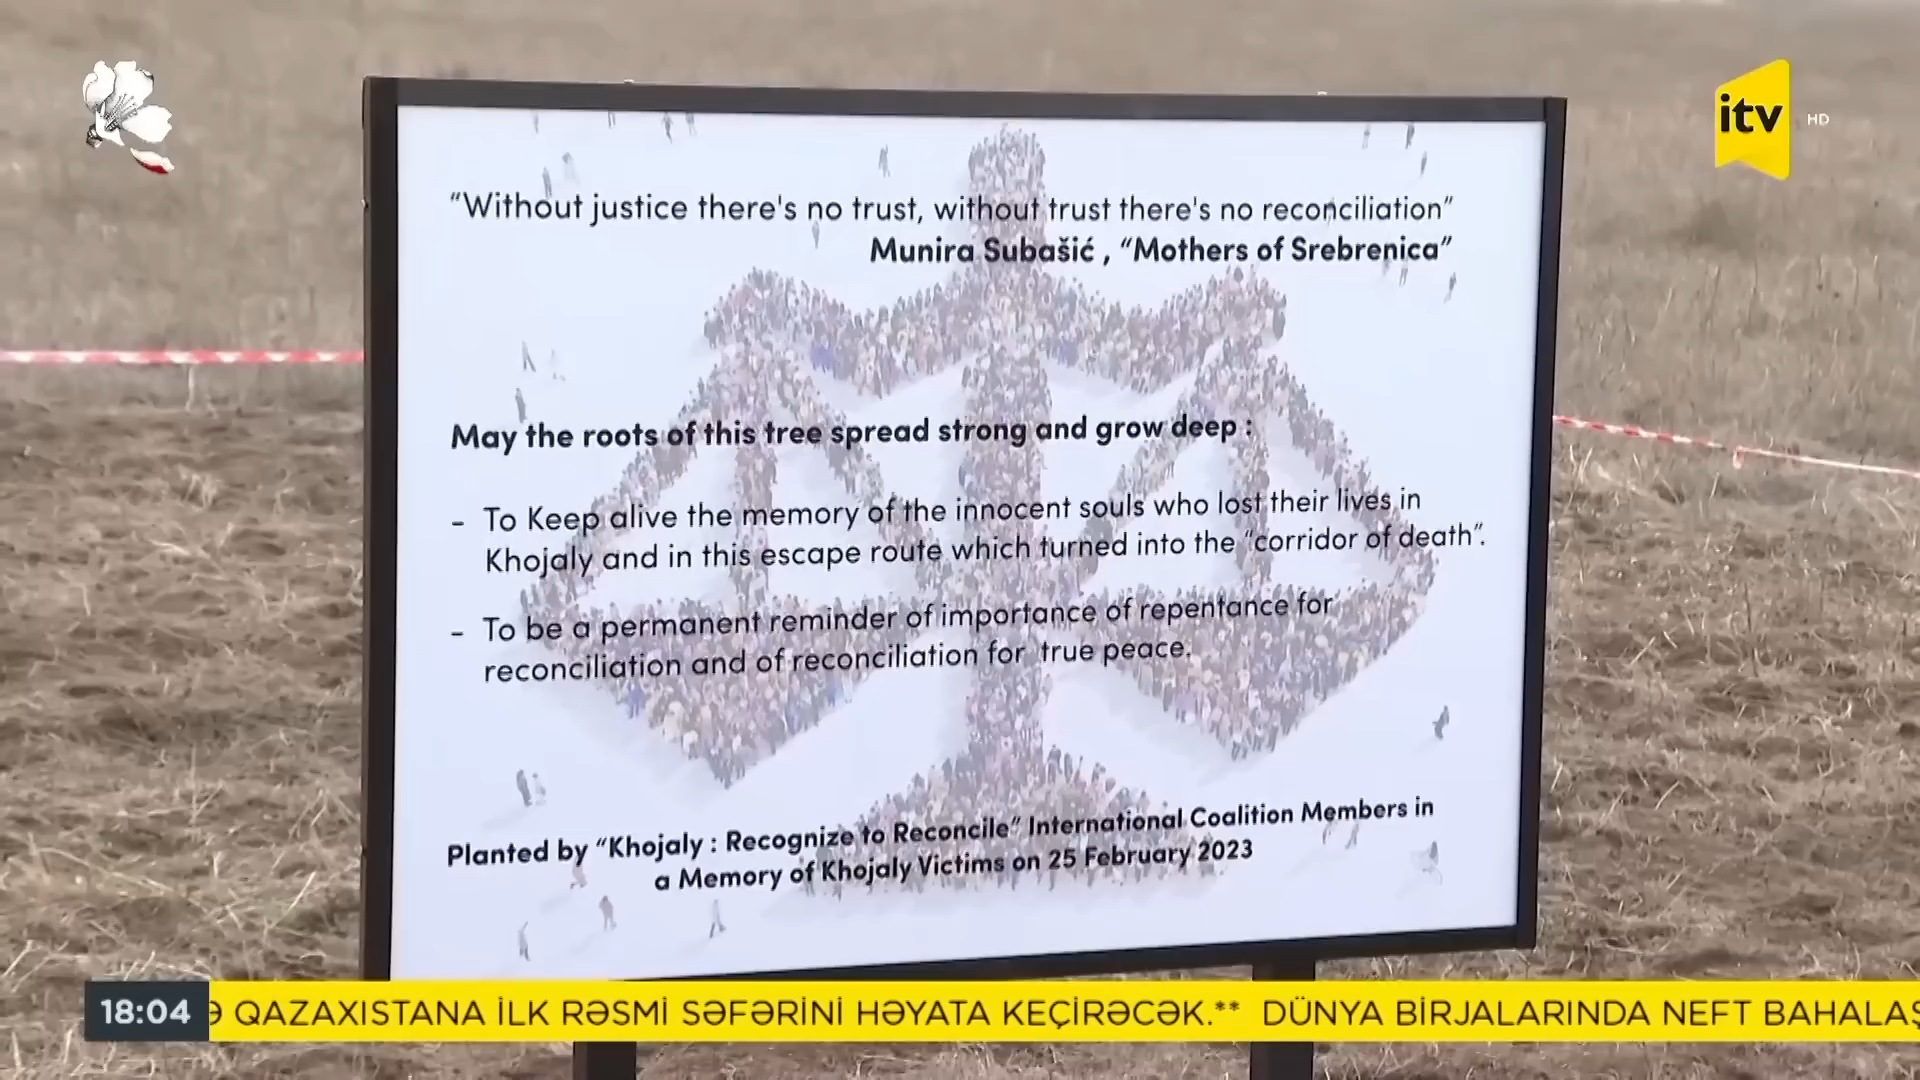 itv HD
“Without justice there's no trust, without trust there's no reconciliation”
Munira Subašić , “Mothers of Srebrenica”
May the roots of this tree spread strong and grow deep :
- To Keep alive the memory of the innocent souls who lost their lives in
Khojaly and in this escape route which turned into the “corridor of death”.
- To be a permanent reminder of importance of repentance for
reconciliation and of reconciliation for true peace.
Planted by “Khojaly : Recognize to Reconcile” International Coalition Members in
a Memory of Khojaly Victims on 25 February 2023
18:04 QAZAXISTANA İLK RƏSMİ SƏFƏRİNİ HƏYATA KEÇİRƏCƏK.** DÜNYA BİRJALARINDA NEFT